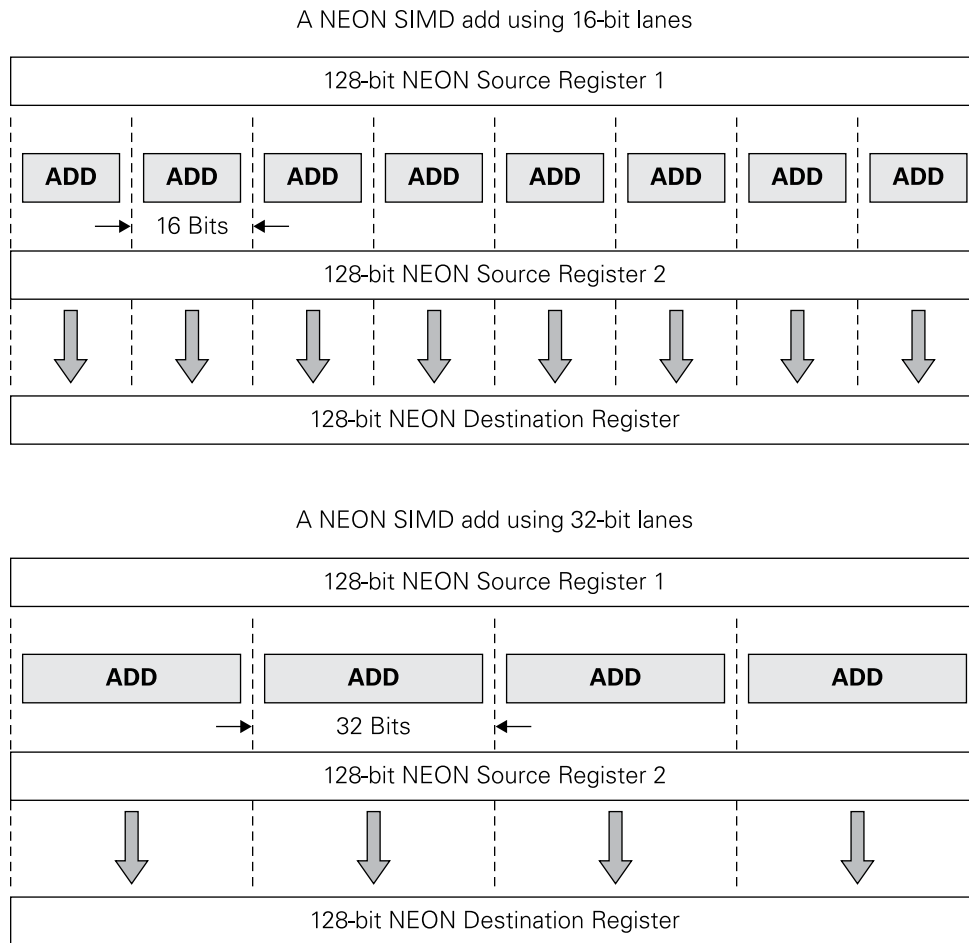 A NEON SIMD add using 16-bit lanes
128-bit NEON Source Register 1
ADD ADD ADD ADD ADD ADD ADD ADD
16 Bits
128-bit NEON Source Register 2
128-bit NEON Destination Register
A NEON SIMD add using 32-bit lanes
128-bit NEON Source Register 1
ADD ADD ADD ADD
32 Bits
128-bit NEON Source Register 2
128-bit NEON Destination Register